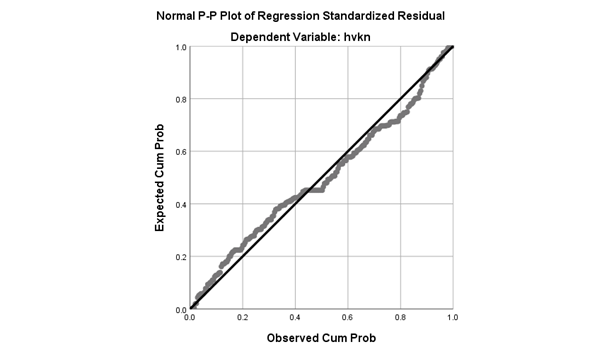 Normal P-P Plot of Regression Standardized Residual
Dependent Variable: hvkn
1.0
0.8
0.6
0.4
0.2
0.0
Expected Cum Prob
0.0 0.2 0.4 0.6 0.8 1.0
Observed Cum Prob